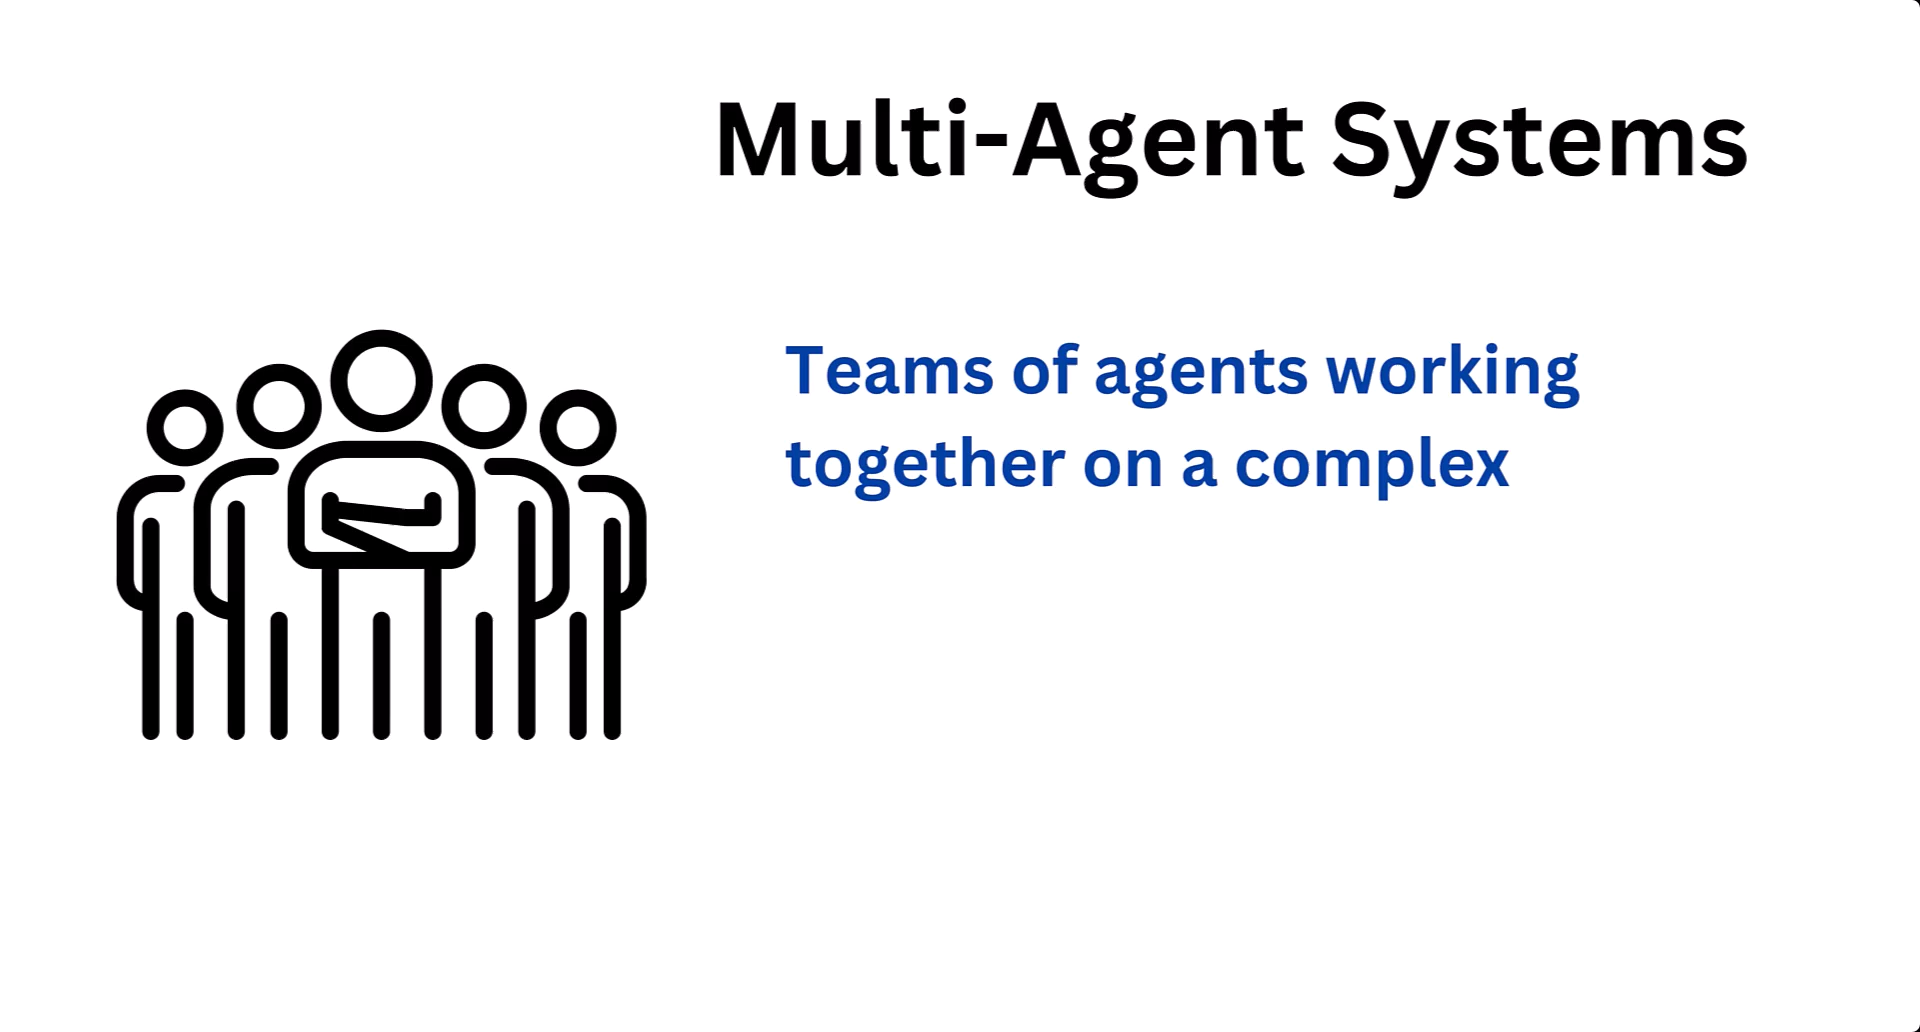 Multi-Agent Systems
Teams of agents working
together on a complex